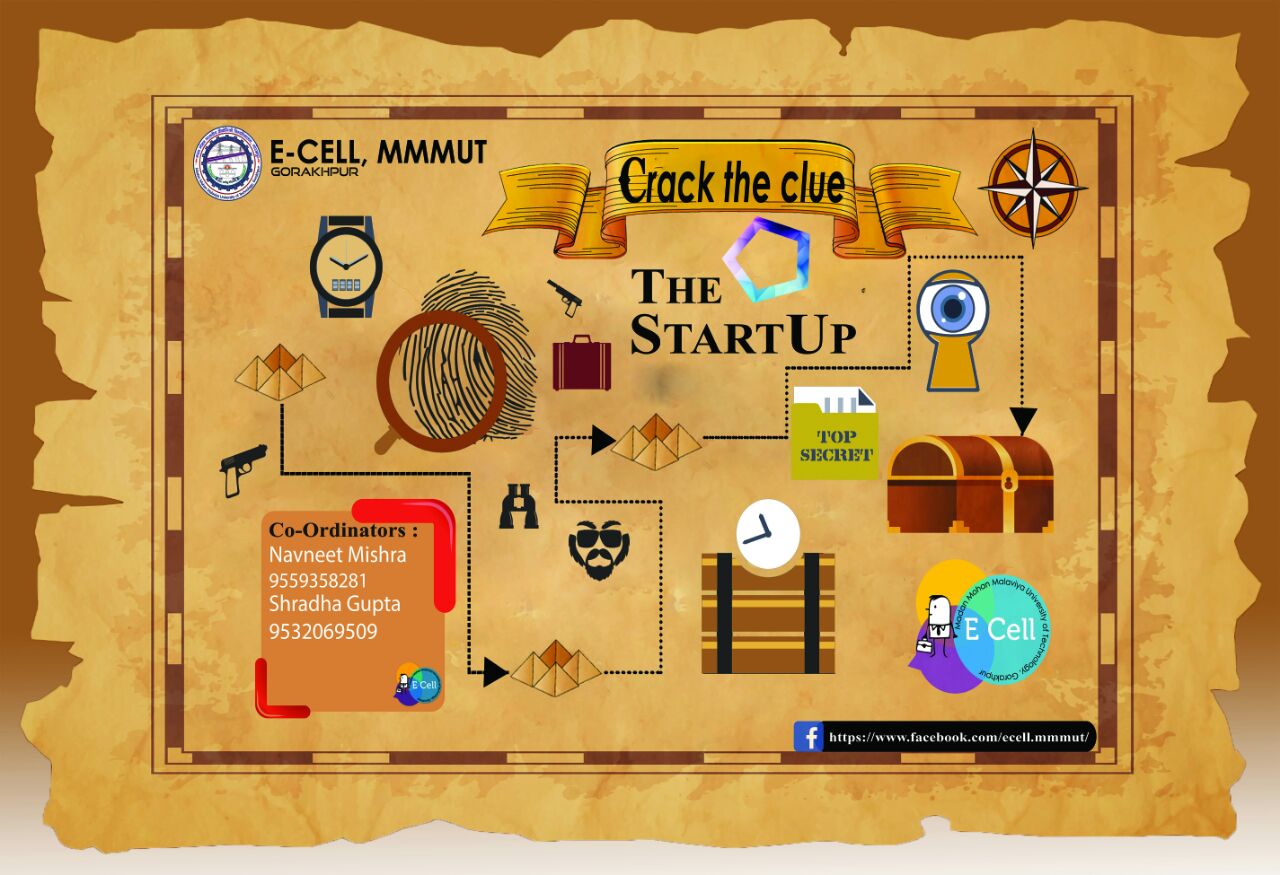 E-CELL, MMMUT
GORAKHPUR
Crack the clue
THE
STARTUP
TOP
SECRET
Co-Ordinators :
Navneet Mishra
9559358281
Shradha Gupta
9532069509
E Cell
Madan Mohan Malaviya University of Technology, Gorakhpur
E Cell
https://www.facebook.com/ecell.mmmut/